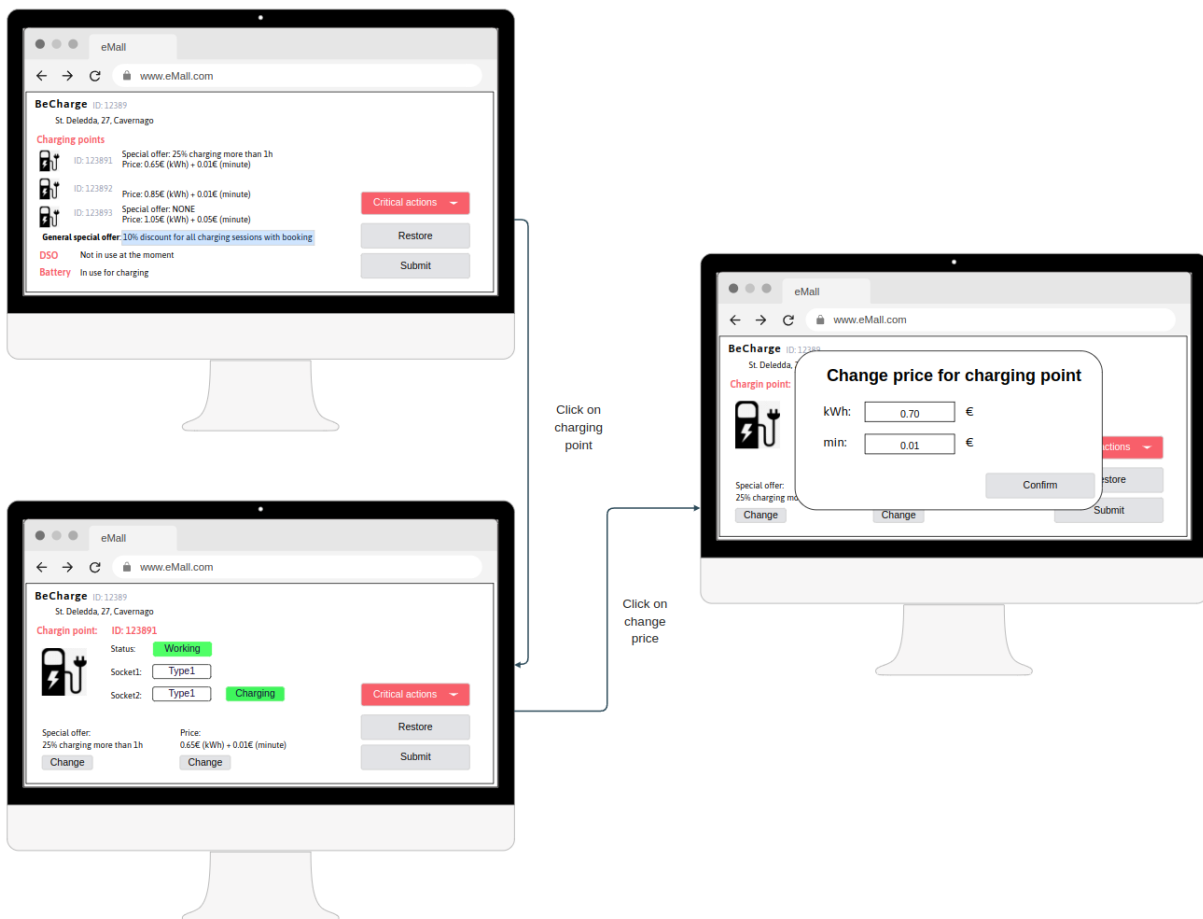 eMall
www.eMall.com
BeCharge ID: 12389
St. Deledda, 27, Cavernago
Charging points
ID: 123891 Special offer: 25% charging more than 1h
Price: 0.65€ (kWh) + 0.01€ (minute)
ID: 123892
Price: 0.85€ (kWh) + 0.01€ (minute)
ID: 123893 Special offer: NONE
Price: 1.05€ (kWh) + 0.05€ (minute)
General special offer: 10% discount for all charging sessions with booking
DSO Not in use at the moment
Battery In use for charging
Critical actions
Restore
Submit
Click on
charging
point
eMall
www.eMall.com
BeCharge ID: 12389
St. Deledda, 27, Cavernago
Chargin point: ID: 123891
Status: Working
Socket1: Type1
Socket2: Type1 Charging
Special offer:
25% charging more than 1h
Change
Price:
0.65€ (kWh) + 0.01€ (minute)
Change
Critical actions
Restore
Submit
Click on
change
price
eMall
www.eMall.com
BeCharge ID: 12389
St. Deledda,
Chargin point:
Change price for charging point
kWh: 0.70 €
min: 0.01 €
Confirm
Special offer:
25% charging mo
Change
Change
actions
estore
Submit